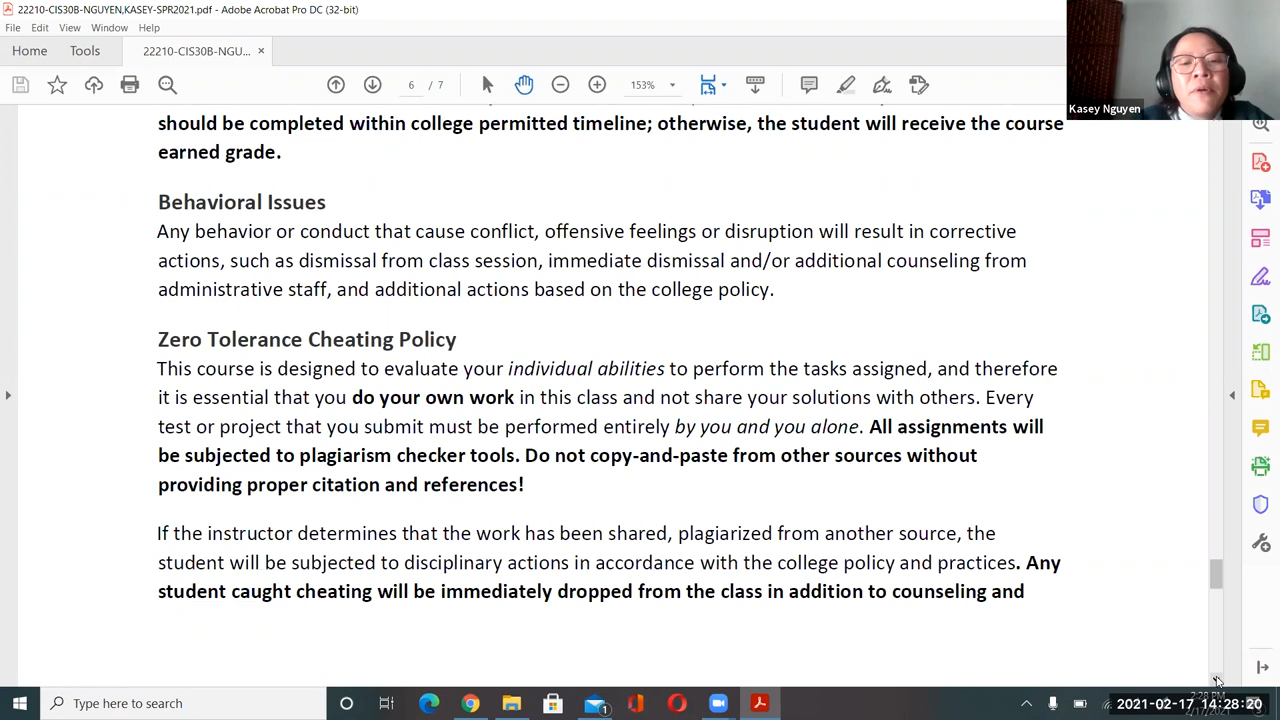 22210-CIS30B-NGUYEN,KASEY-SPR2021.pdf - Adobe Acrobat Pro DC (32-bit)
File Edit View Window Help
Home Tools 22210-CIS30B-NGU... ×
6 / 7 153%
Kasey Nguyen
should be completed within college permitted timeline; otherwise, the student will receive the course
earned grade.
Behavioral Issues
Any behavior or conduct that cause conflict, offensive feelings or disruption will result in corrective
actions, such as dismissal from class session, immediate dismissal and/or additional counseling from
administrative staff, and additional actions based on the college policy.
Zero Tolerance Cheating Policy
This course is designed to evaluate your individual abilities to perform the tasks assigned, and therefore
it is essential that you do your own work in this class and not share your solutions with others. Every
test or project that you submit must be performed entirely by you and you alone. All assignments will
be subjected to plagiarism checker tools. Do not copy-and-paste from other sources without
providing proper citation and references!
If the instructor determines that the work has been shared, plagiarized from another source, the
student will be subjected to disciplinary actions in accordance with the college policy and practices. Any
student caught cheating will be immediately dropped from the class in addition to counseling and
Type here to search
1
2:28 PM
2021-02-17 14:28:20